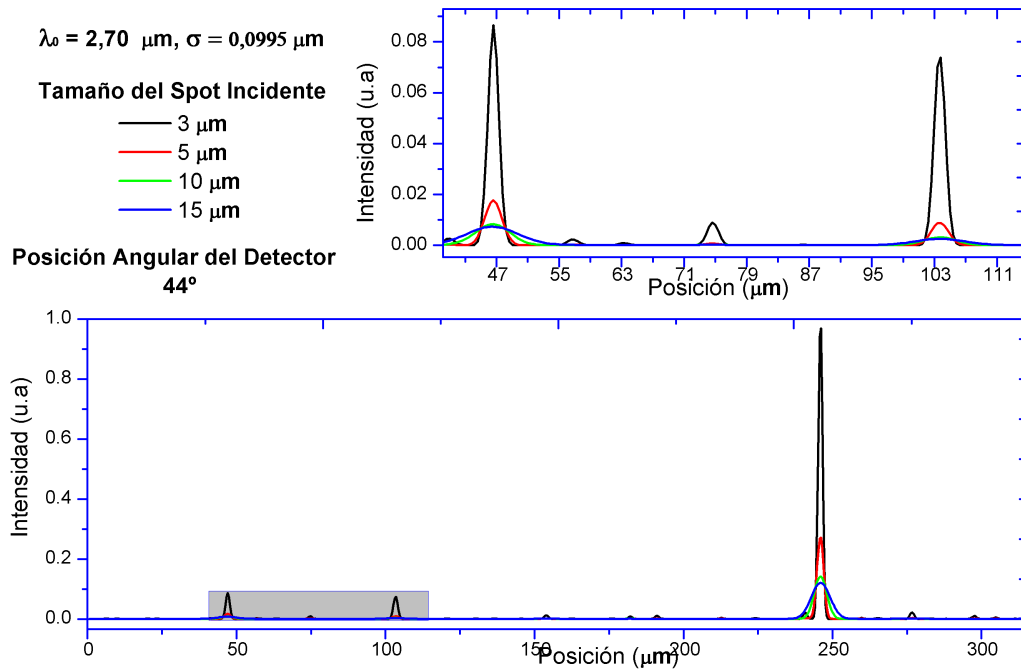 λ₀ = 2,70 μm, σ = 0,0995 μm
Tamaño del Spot Incidente
3 μm
5 μm
10 μm
15 μm
Posición Angular del Detector
44º
Intensidad (u.a)
0.08
0.06
0.04
0.02
0.00
47 55 63 71 79 87 95 103 111
Posición (μm)
Intensidad (u.a)
1.0
0.8
0.6
0.4
0.2
0.0
0 50 100 150 200 250 300
Posición (μm)